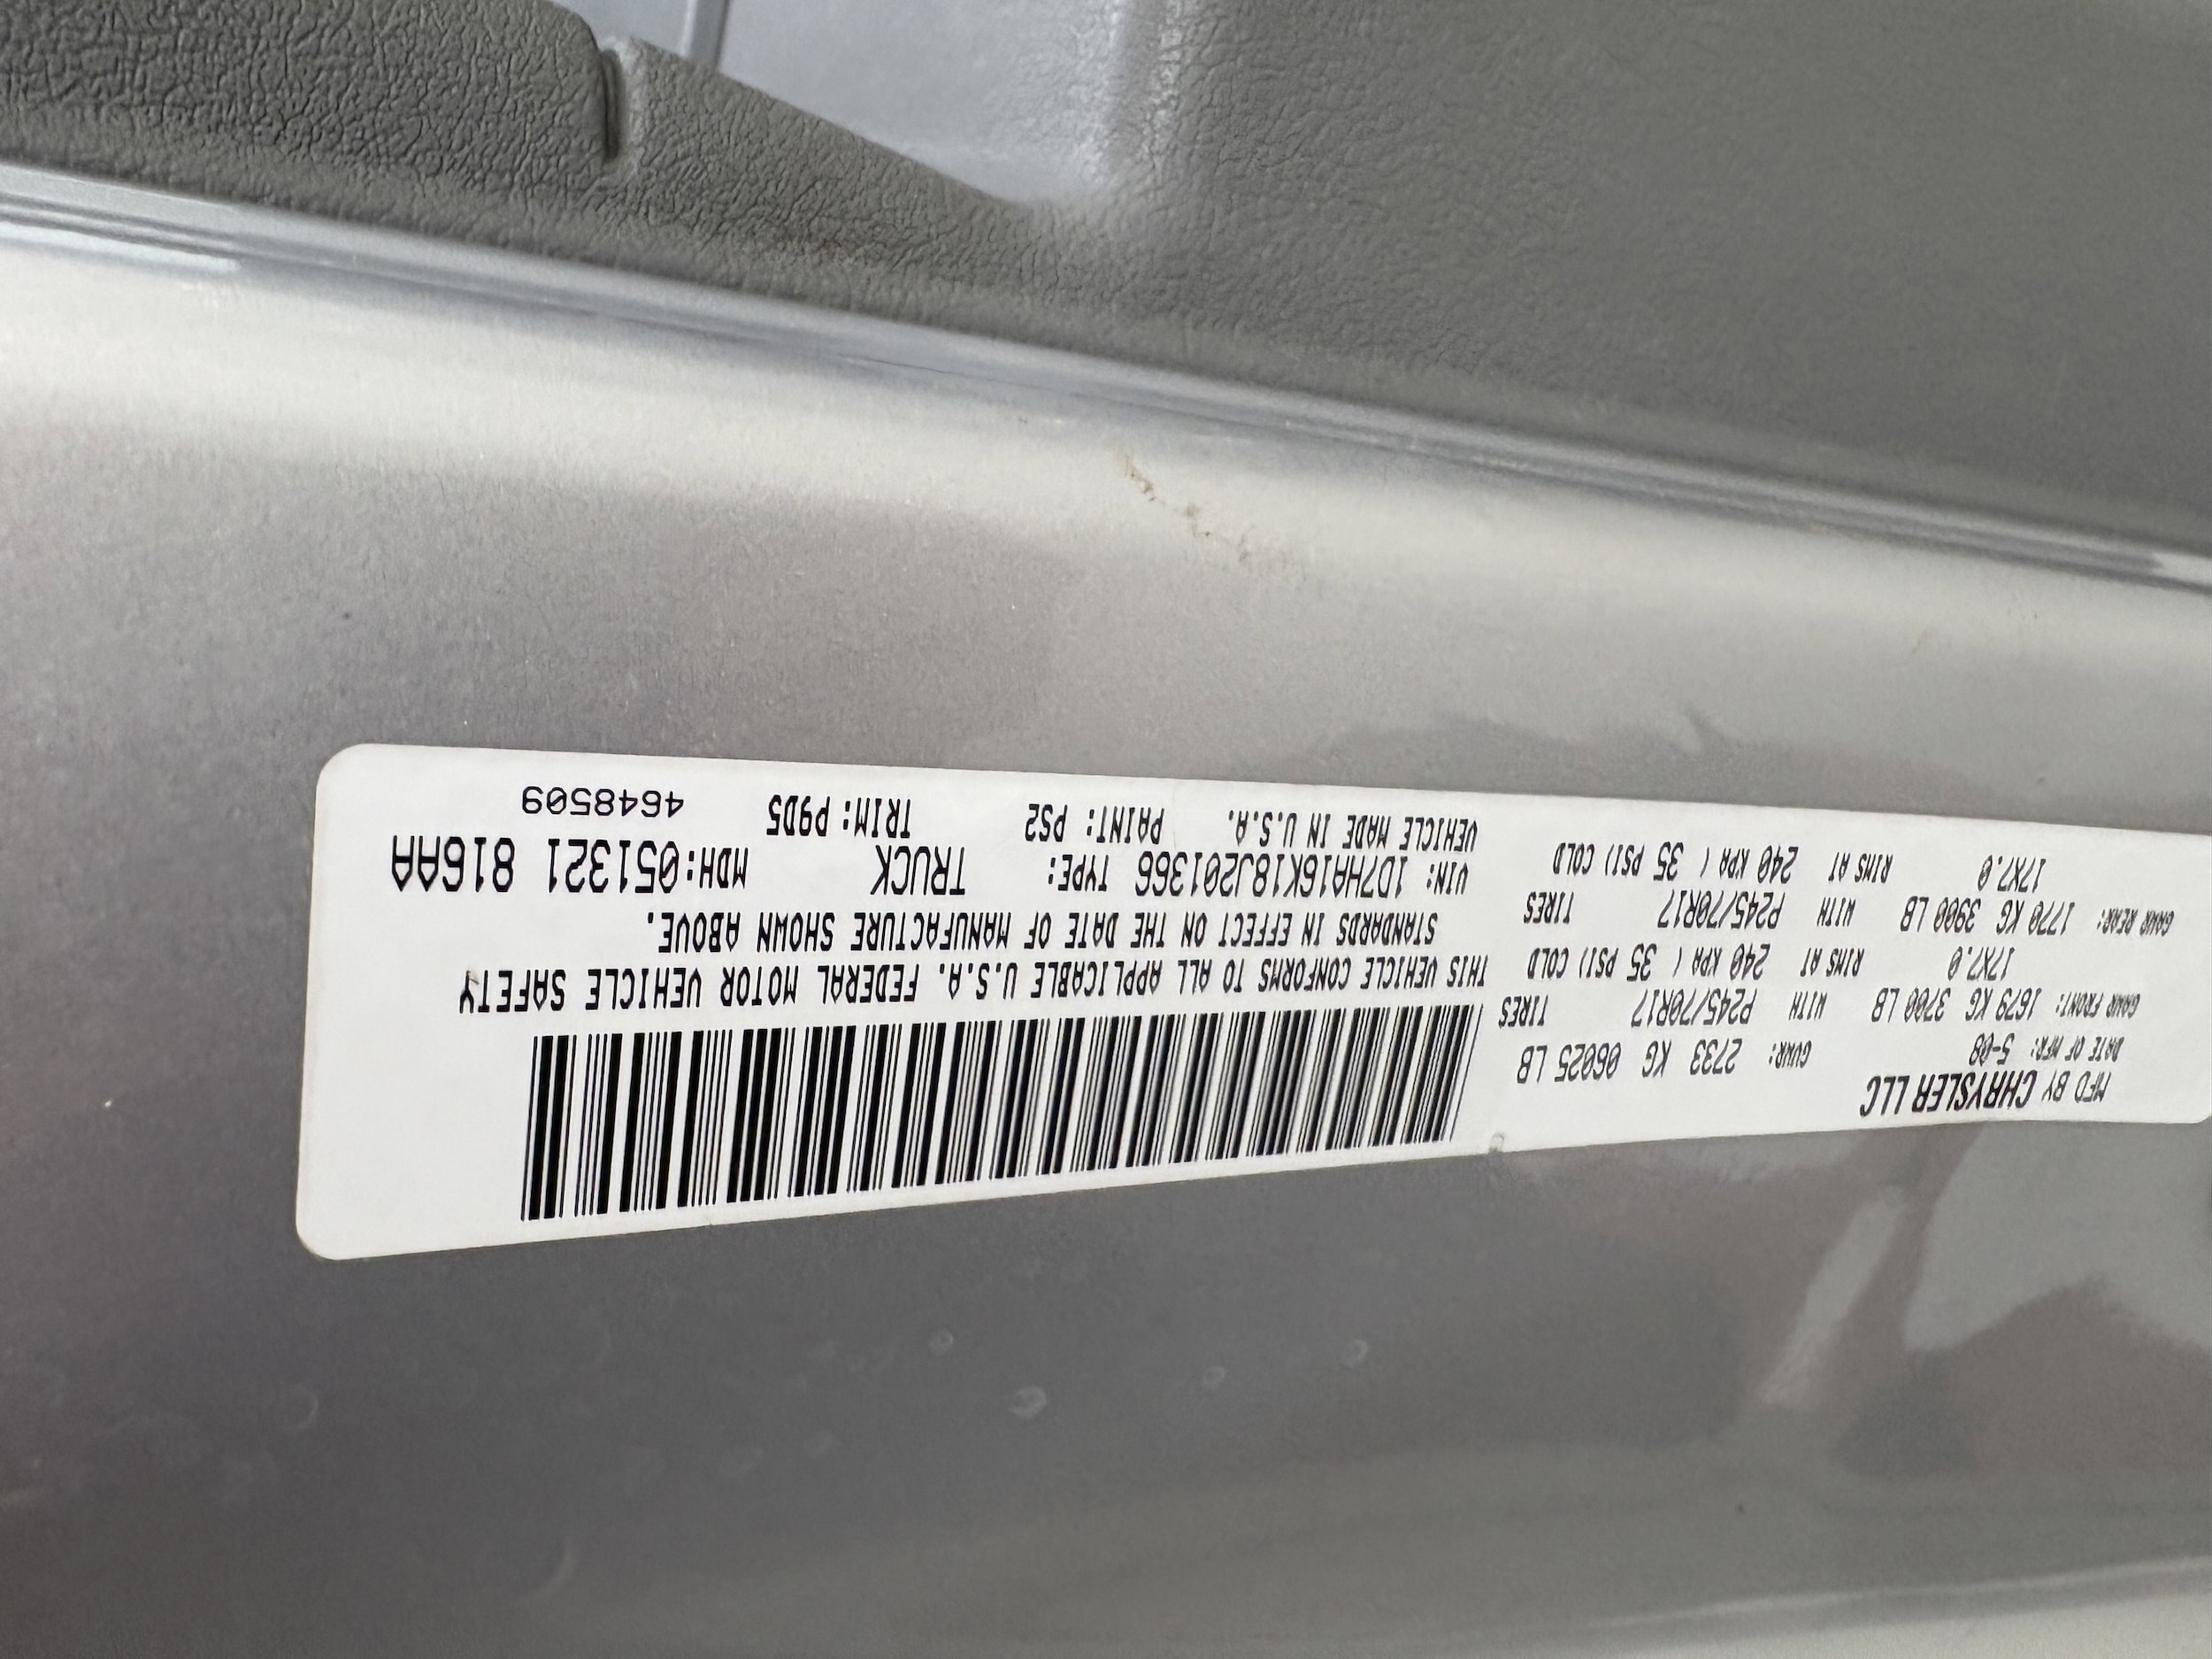 MFD BY CHRYSLER LLC
DATE OF MFR: 5-08 GVWR: 2733 KG 06025 LB
GAWR FRONT: 1679 KG 3700 LB WITH P245/70R17 TIRES
17X7.0 RIMS AT 240 KPA ( 35 PSI) COLD
GAWR REAR: 1770 KG 3900 LB WITH P245/70R17 TIRES
17X7.0 RIMS AT 240 KPA ( 35 PSI) COLD
THIS VEHICLE CONFORMS TO ALL APPLICABLE U.S.A. FEDERAL MOTOR VEHICLE SAFETY
STANDARDS IN EFFECT ON THE DATE OF MANUFACTURE SHOWN ABOVE.
VIN: 1D7HA16K18J201366 TYPE: TRUCK MDH:051321 816AA
VEHICLE MADE IN U.S.A. PAINT: PS2 TRIM: P9D5 4648509